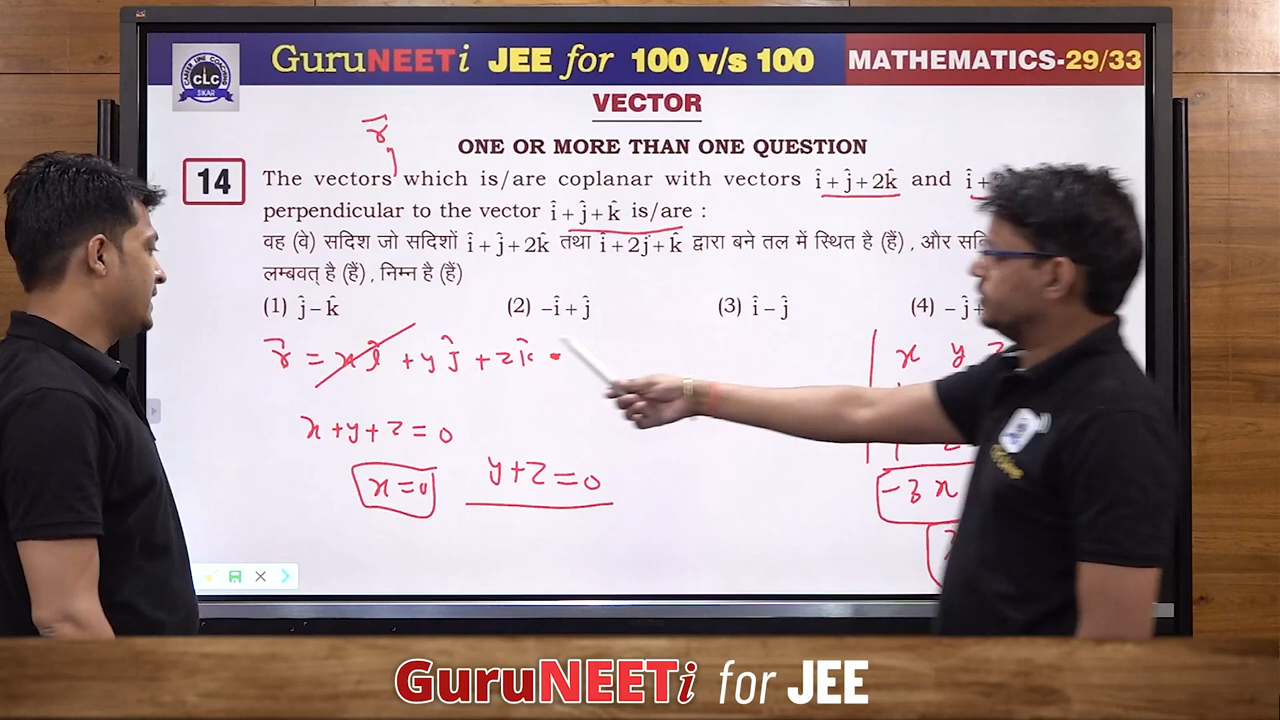 GuruNEETi JEE for 100 v/s 100
MATHEMATICS-29/33
CLC
SIKAR
VECTOR
r⃗
ONE OR MORE THAN ONE QUESTION
14
The vectors which is/are coplanar with vectors î + ĵ + 2k̂ and î +
perpendicular to the vector î + ĵ + k̂ is/are :
वह (वे) सदिश जो सदिशों î + ĵ + 2k̂ तथा î + 2ĵ + k̂ द्वारा बने तल में स्थित है (हैं) , और
लम्बवत् है (हैं) , निम्न है (हैं)
(1) ĵ – k̂ (2) –î + ĵ (3) î – ĵ (4) – ĵ +
r⃗ = xî + yĵ + zk̂
x y z
x + y + z = 0
x = 0 y + z = 0
-3x
GuruNEETi for JEE